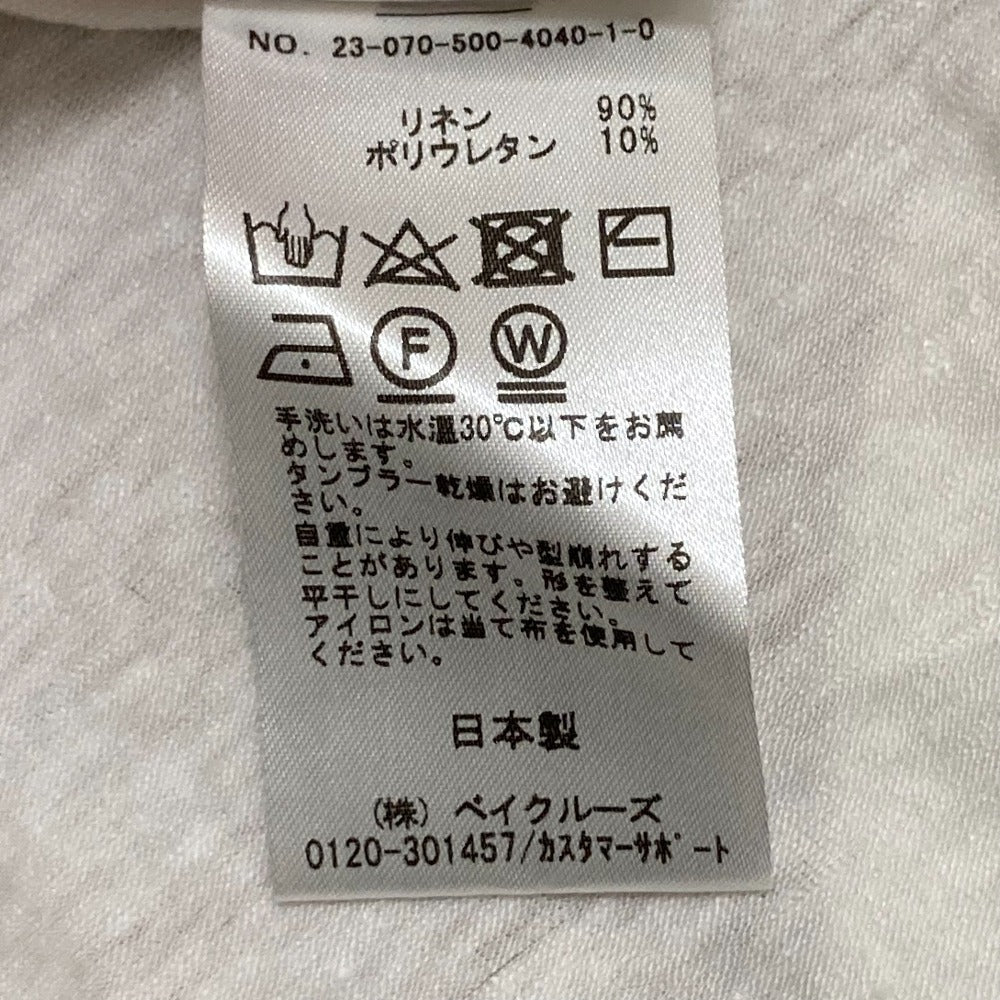 NO. 23-070-500-4040-1-0
リネン 90%
ポリウレタン 10%
F W
手洗いは水温30℃以下をお薦
めします。
タンブラー乾燥はお避けくだ
さい。
自重により伸びや型崩れする
ことがあります。形を整えて
平干しにしてください。
アイロンは当て布を使用して
ください。
日本製
(株) ベイクルーズ
0120-301457/カスタマーサポート